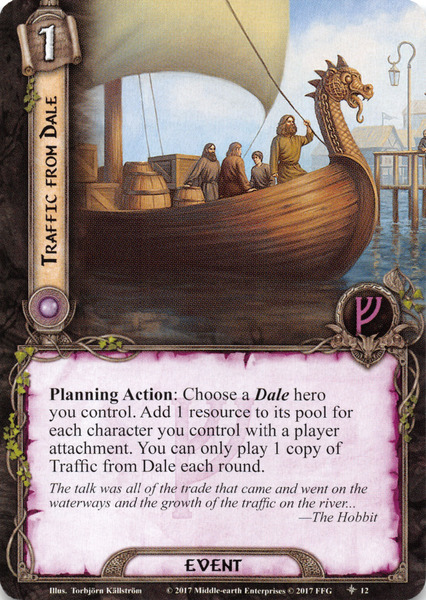 1
Traffic from Dale
Planning Action: Choose a Dale hero
you control. Add 1 resource to its pool for
each character you control with a player
attachment. You can only play 1 copy of
Traffic from Dale each round.
The talk was all of the trade that came and went on the
waterways and the growth of the traffic on the river...
—The Hobbit
EVENT
Illus. Torbjörn Källström © 2017 Middle-earth Enterprises © 2017 FFG 12